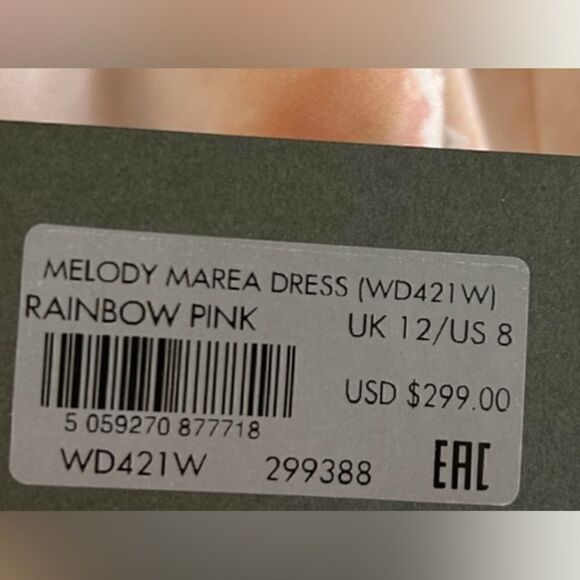 MELODY MAREA DRESS (WD421W)
RAINBOW PINK UK 12/US 8
USD $299.00
5 059270 877718
WD421W 299388 EAC